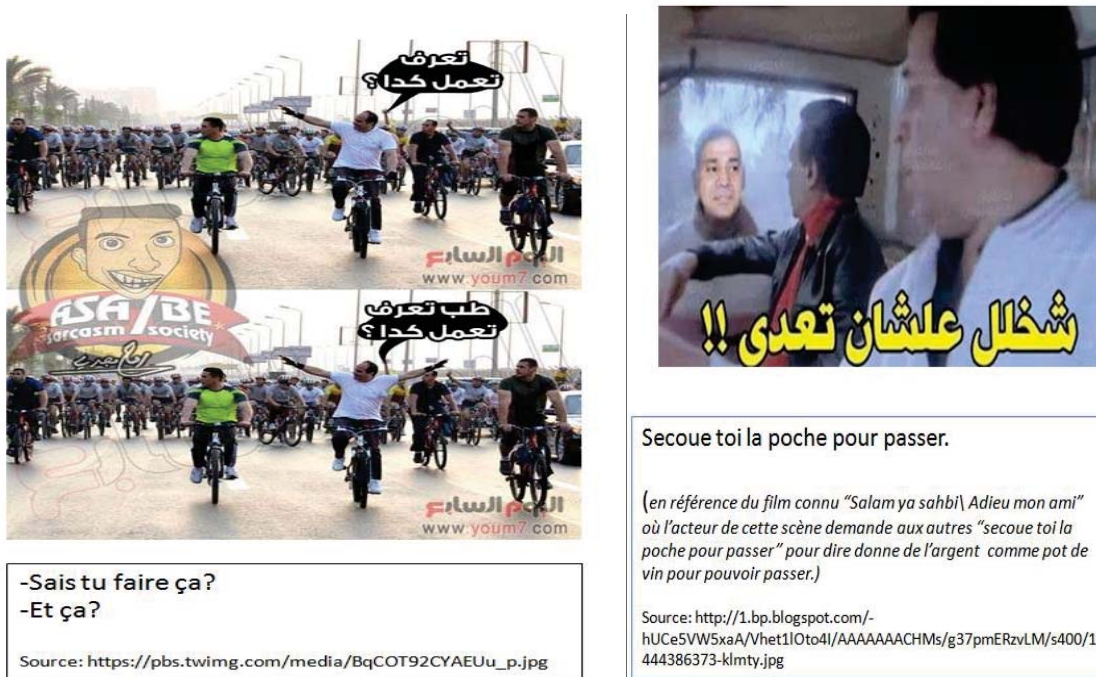 تعرف
تعمل كدا ؟
اليوم السابع
www.youm7.com
ASA7BE
sarcasm society
طب تعرف
تعمل كدا ؟
اليوم السابع
www.youm7.com
-Sais tu faire ça?
-Et ça?
Source: https://pbs.twimg.com/media/BqCOT92CYAEUu_p.jpg
شخلل علشان تعدى !!
Secoue toi la poche pour passer.
(en référence du film connu “Salam ya sahbi\ Adieu mon ami”
où l’acteur de cette scène demande aux autres “secoue toi la
poche pour passer” pour dire donne de l’argent comme pot de
vin pour pouvoir passer.)
Source: http://1.bp.blogspot.com/-
hUCe5VW5xaA/Vhet1lOto4I/AAAAAAACHMs/g37pmERzvLM/s400/1
444386373-klmty.jpg